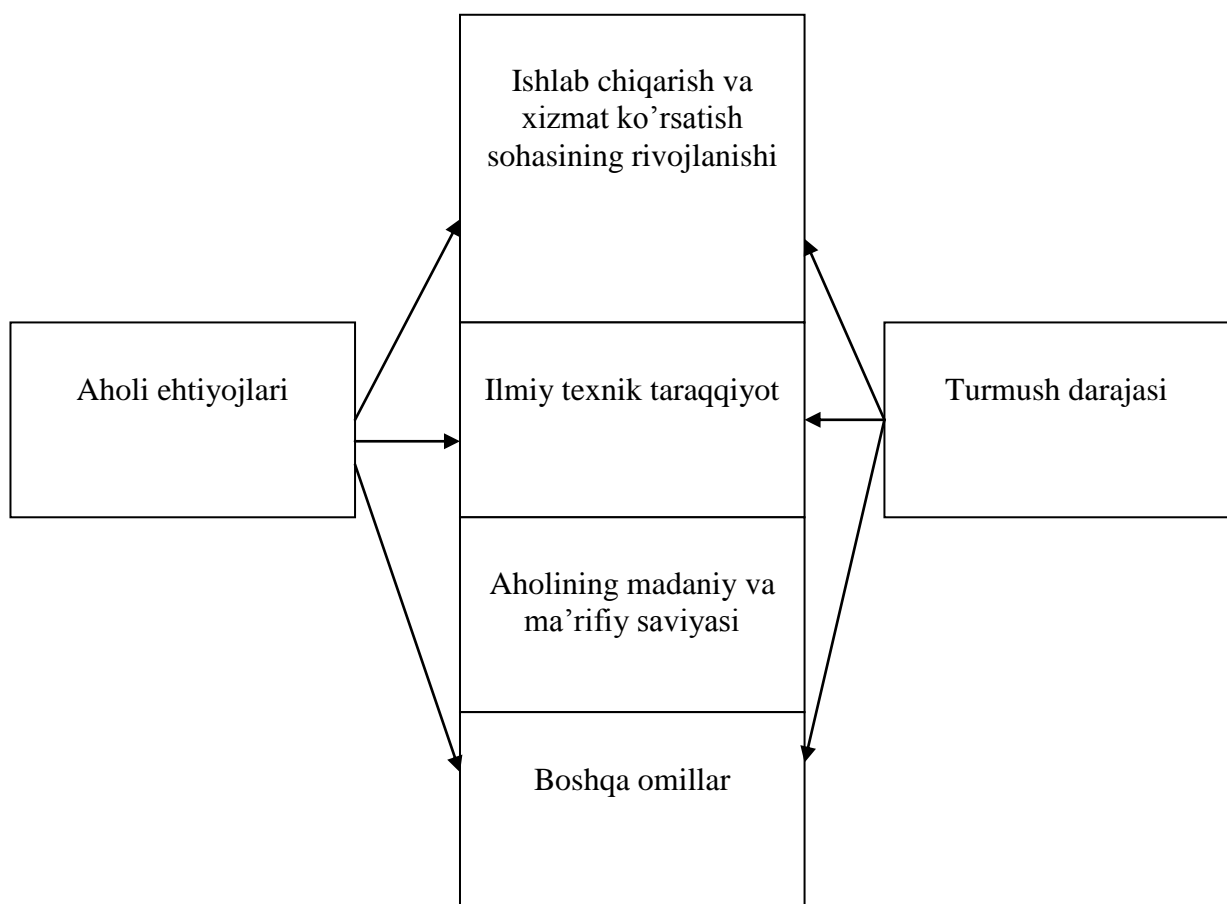 Ishlab chiqarish va
xizmat ko’rsatish
sohasining rivojlanishi
Aholi ehtiyojlari
Ilmiy texnik taraqqiyot
Turmush darajasi
Aholining madaniy va
ma’rifiy saviyasi
Boshqa omillar